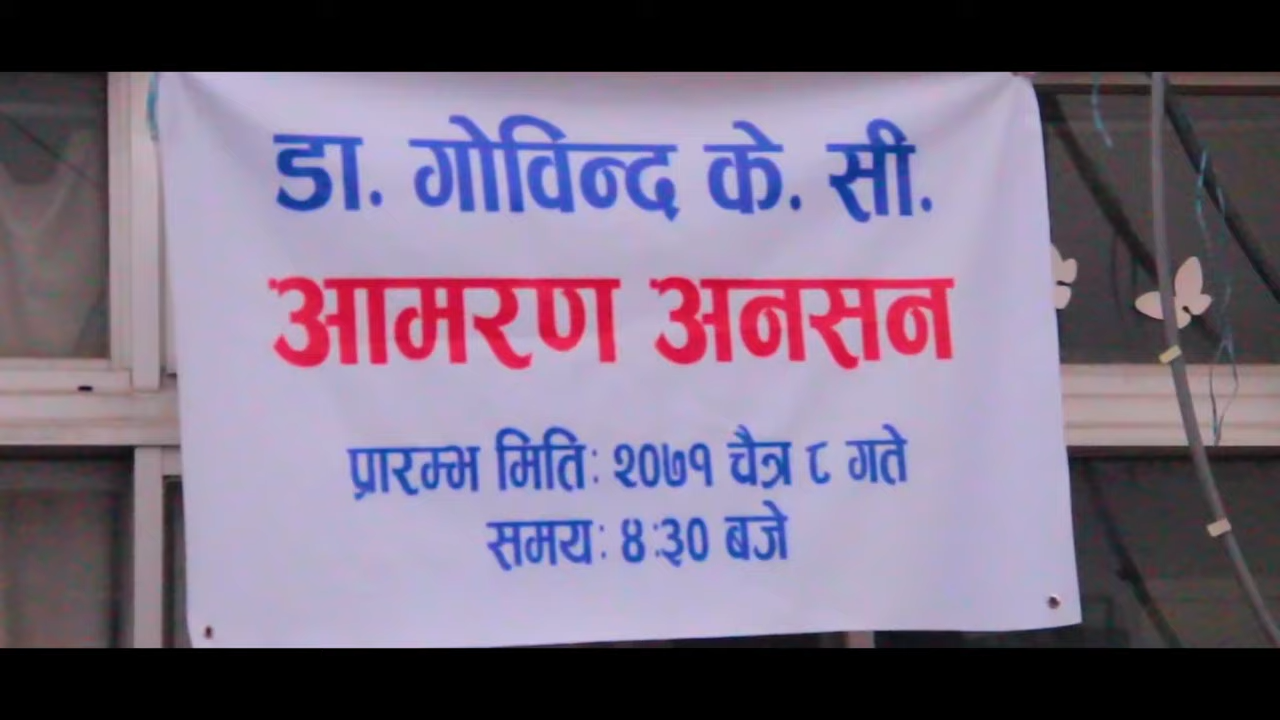 डा. गोविन्द के. सी.
आमरण अनसन
प्रारम्भ मिति: २०७१ चैत्र ८ गते
समय: ४:३० बजे